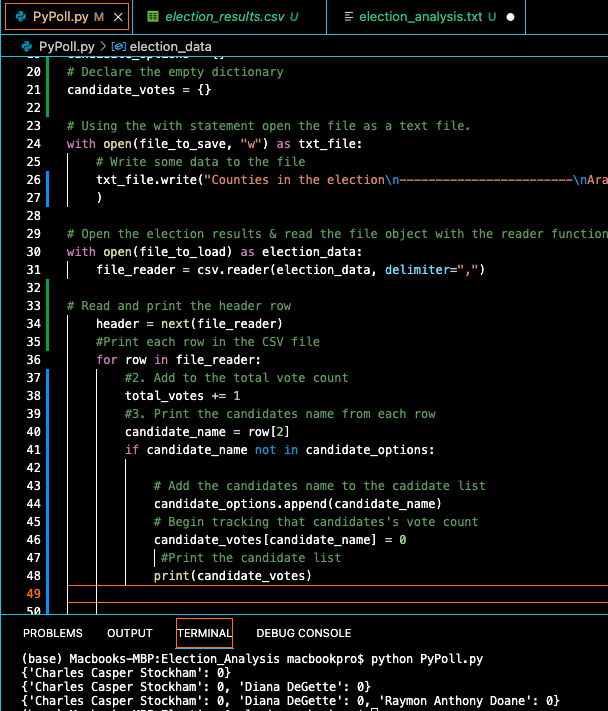 PyPoll.py M × election_results.csv U election_analysis.txt U ●
PyPoll.py > election_data
20 # Declare the empty dictionary
21 candidate_votes = {}
22
23 # Using the with statement open the file as a text file.
24 with open(file_to_save, "w") as txt_file:
25 # Write some data to the file
26 txt_file.write("Counties in the election\n------------------------\nAra
27 )
28
29 # Open the election results & read the file object with the reader function
30 with open(file_to_load) as election_data:
31 file_reader = csv.reader(election_data, delimiter=",")
32
33 # Read and print the header row
34 header = next(file_reader)
35 #Print each row in the CSV file
36 for row in file_reader:
37 #2. Add to the total vote count
38 total_votes += 1
39 #3. Print the candidates name from each row
40 candidate_name = row[2]
41 if candidate_name not in candidate_options:
42
43 # Add the candidates name to the cadidate list
44 candidate_options.append(candidate_name)
45 # Begin tracking that candidates's vote count
46 candidate_votes[candidate_name] = 0
47 #Print the candidate list
48 print(candidate_votes)
49
50
PROBLEMS OUTPUT TERMINAL DEBUG CONSOLE
(base) Macbooks-MBP:Election_Analysis macbookpro$ python PyPoll.py
{'Charles Casper Stockham': 0}
{'Charles Casper Stockham': 0, 'Diana DeGette': 0}
{'Charles Casper Stockham': 0, 'Diana DeGette': 0, 'Raymon Anthony Doane': 0}